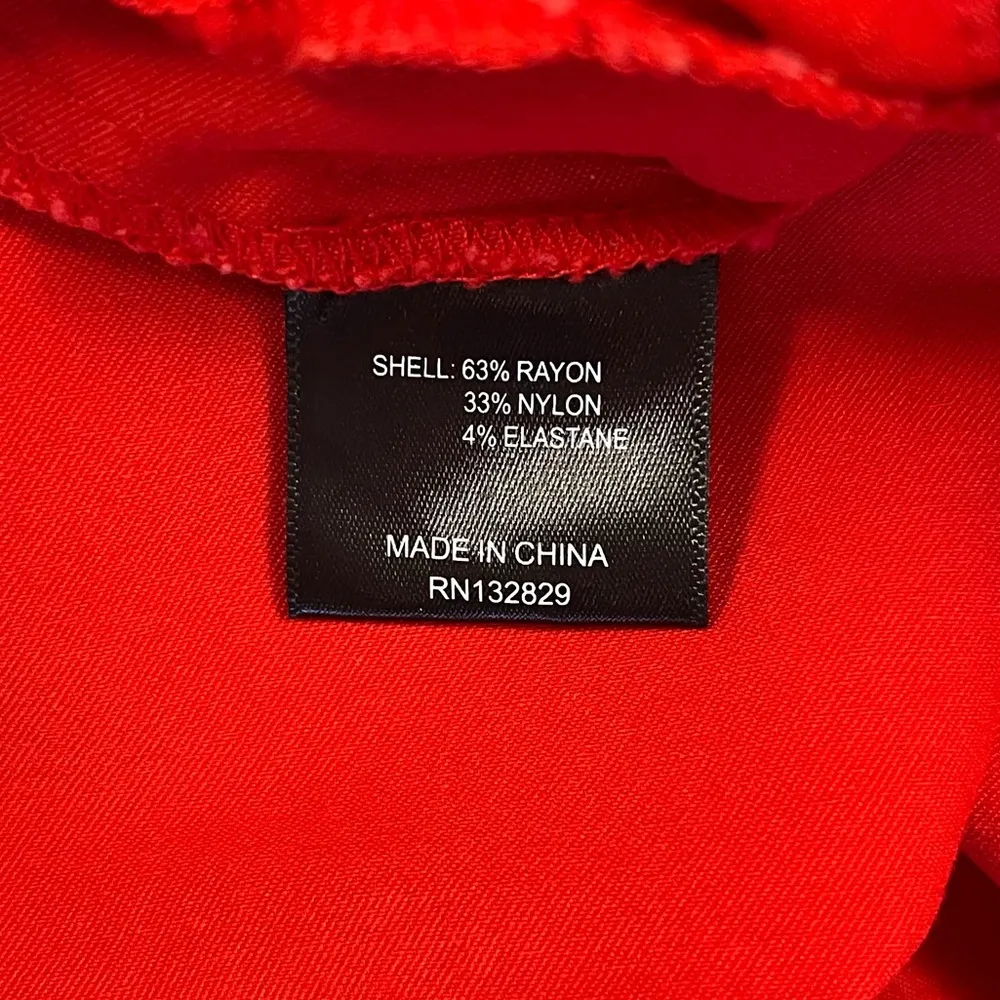 SHELL: 63% RAYON
33% NYLON
4% ELASTANE
MADE IN CHINA
RN132829